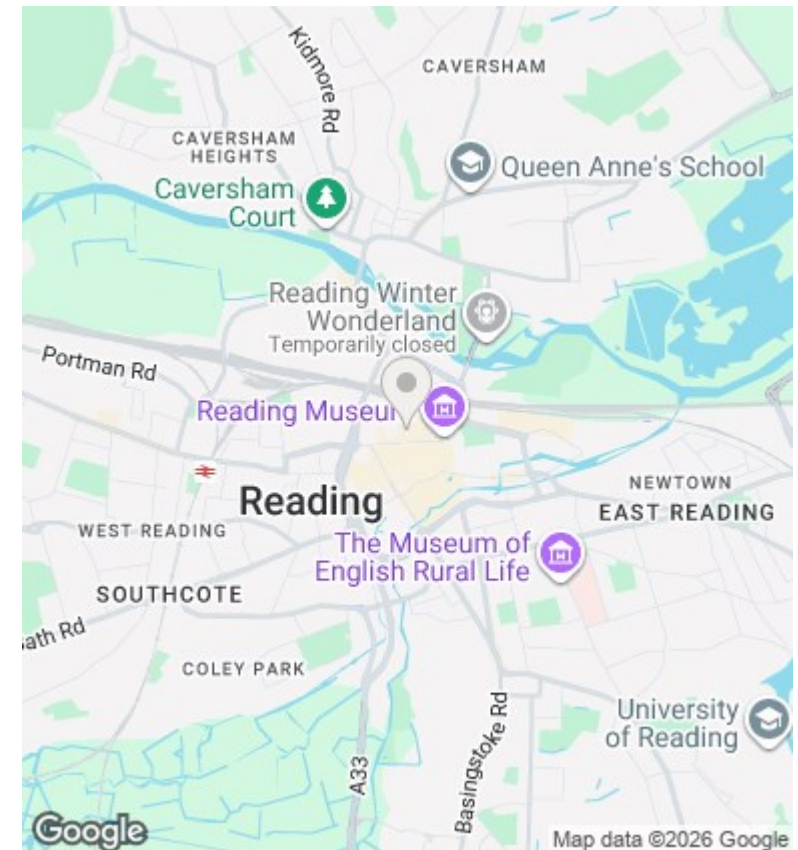 Kidmore Rd
CAVERSHAM
CAVERSHAM
HEIGHTS
Queen Anne's School
Caversham
Court
Reading Winter
Wonderland
Temporarily closed
Portman Rd
Reading Museum
NEWTOWN
Reading
EAST READING
WEST READING
The Museum of
English Rural Life
SOUTHCOTE
ath Rd
COLEY PARK
University
of Reading
A33
Basingstoke Rd
Google
Map data ©2026 Google